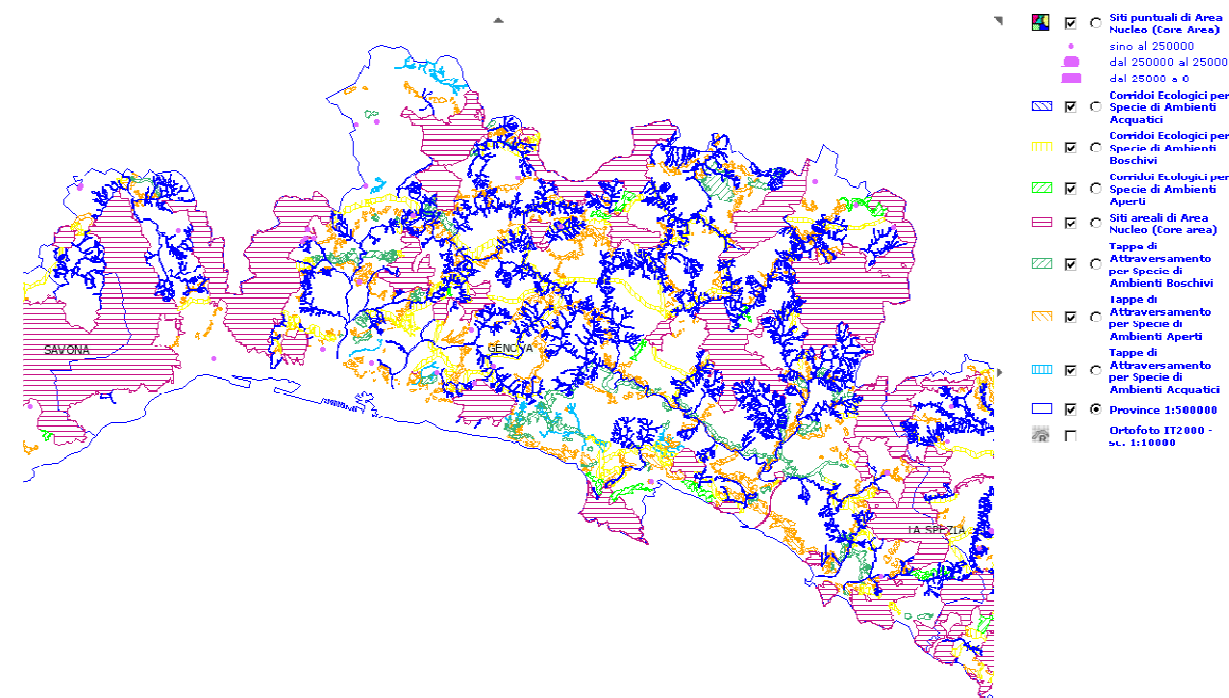 Siti puntuali di Area
Nucleo (Core Area)
sino al 250000
dal 250000 al 25000
dal 25000 a 0
Corridoi Ecologici per
Specie di Ambienti
Acquatici
Corridoi Ecologici per
Specie di Ambienti
Boschivi
Corridoi Ecologici per
Specie di Ambienti
Aperti
Siti areali di Area
Nucleo (Core area)
Tappe di
Attraversamento
per Specie di
Ambienti Boschivi
Tappe di
Attraversamento
per Specie di
Ambienti Aperti
Tappe di
Attraversamento
per Specie di
Ambienti Acquatici
Province 1:500000
Ortofoto IT2000 -
sc. 1:10000
SAVONA
GENOVA
LA SPEZIA